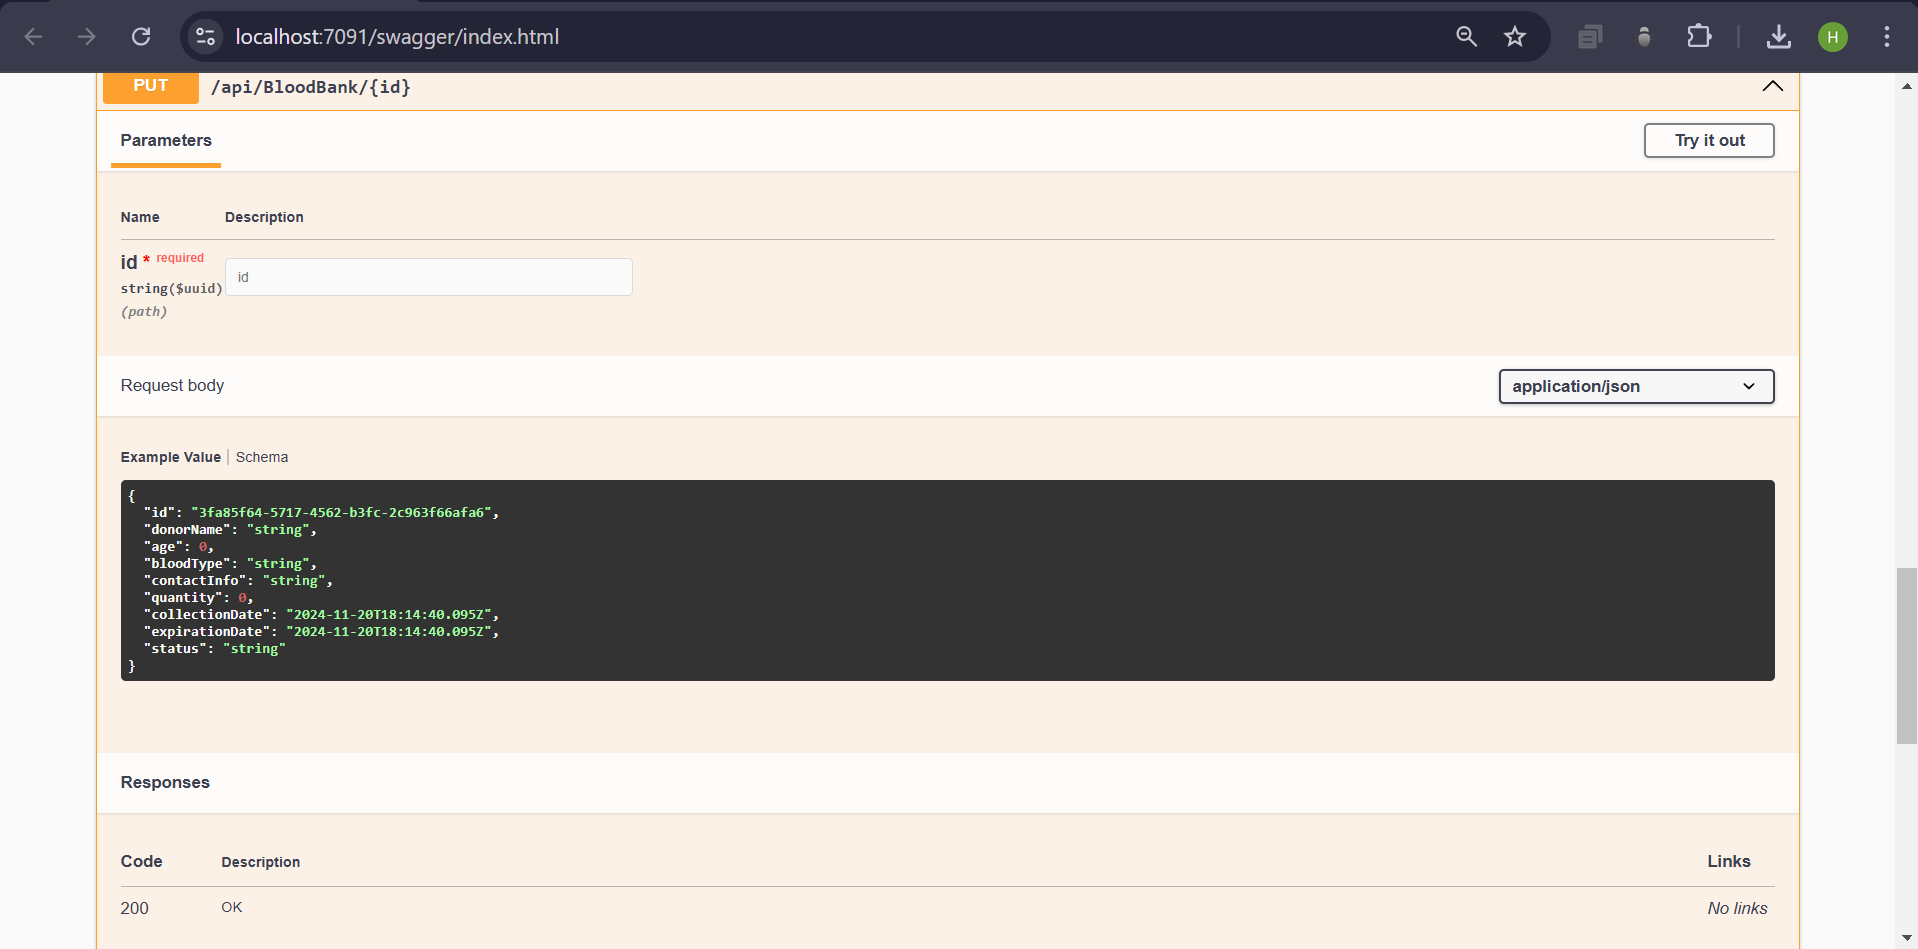 localhost:7091/swagger/index.html
H
PUT /api/BloodBank/{id}
Parameters
Try it out
Name Description
id * required
string($uuid)
(path)
id
Request body
application/json
Example Value | Schema
{
  "id": "3fa85f64-5717-4562-b3fc-2c963f66afa6",
  "donorName": "string",
  "age": 0,
  "bloodType": "string",
  "contactInfo": "string",
  "quantity": 0,
  "collectionDate": "2024-11-20T18:14:40.095Z",
  "expirationDate": "2024-11-20T18:14:40.095Z",
  "status": "string"
}
Responses
Code Description Links
200 OK No links